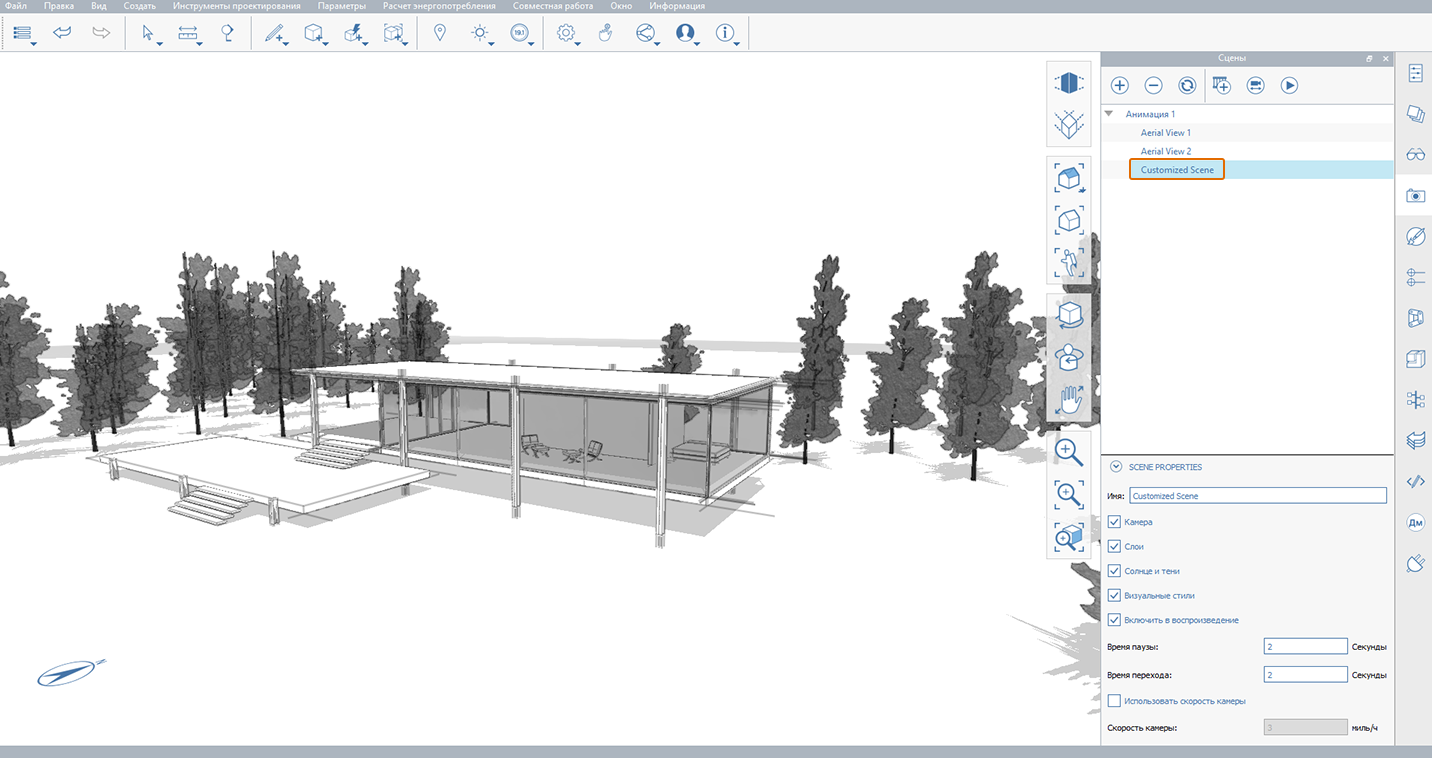 Файл Правка Вид Создать Инструменты проектирования Параметры Расчет энергопотребления Совместная работа Окно Информация
19.1
Сцены
Анимация 1
Aerial View 1
Aerial View 2
Customized Scene
SCENE PROPERTIES
Имя: Customized Scene
Камера
Слои
Солнце и тени
Визуальные стили
Включить в воспроизведение
Время паузы: 2 Секунды
Время перехода: 2 Секунды
Использовать скорость камеры
Скорость камеры: 3 миль/ч
Дм